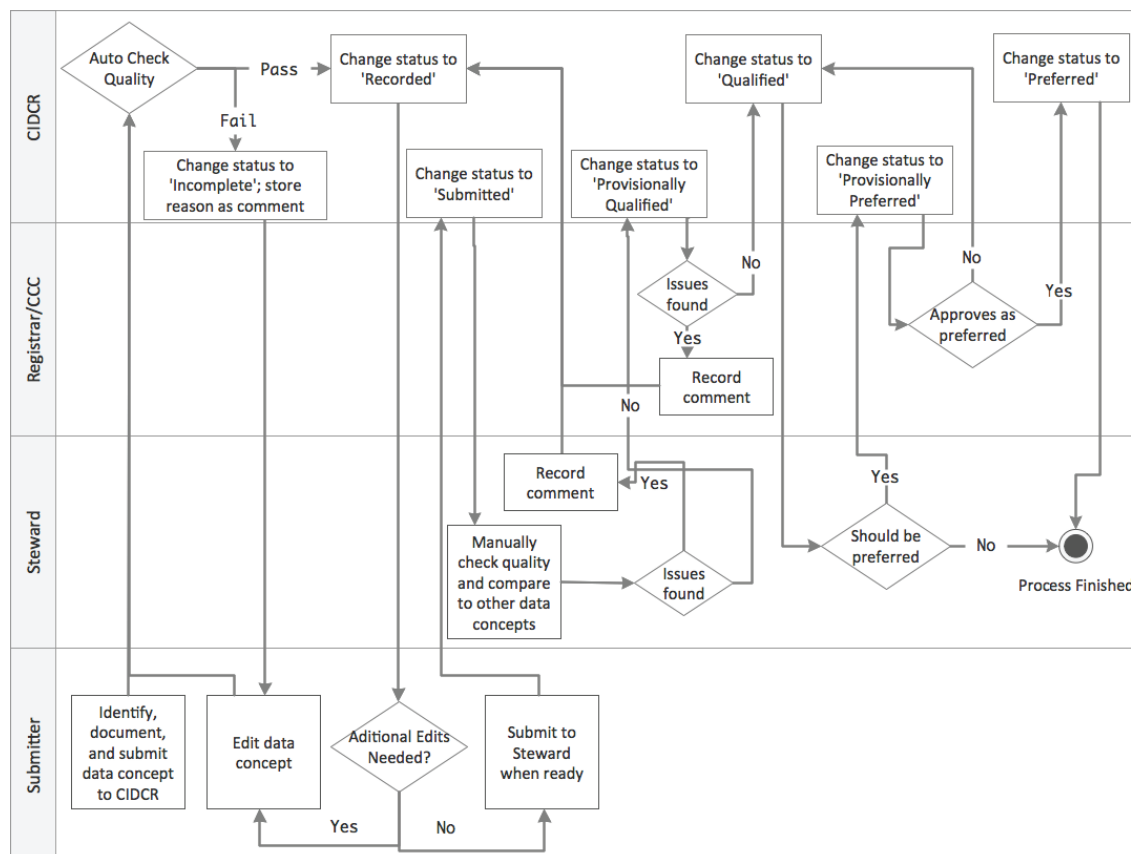 CIDCR
Auto Check
Quality
Pass
Fail
Change status to
'Recorded'
Change status to
'Incomplete'; store
reason as comment
Change status to
'Submitted'
Change status to
'Provisionally
Qualified'
Change status to
'Qualified'
Change status to
'Provisionally
Preferred'
Change status to
'Preferred'
Registrar/CCC
Issues
found
No
Yes
Record
comment
No
No
Approves as
preferred
Yes
Steward
Record
comment
Yes
Manually
check quality
and compare
to other data
concepts
Issues
found
Yes
Should be
preferred
No
Process Finished
Submitter
Identify,
document,
and submit
data concept
to CIDCR
Edit data
concept
Aditional Edits
Needed?
Yes
No
Submit to
Steward
when ready